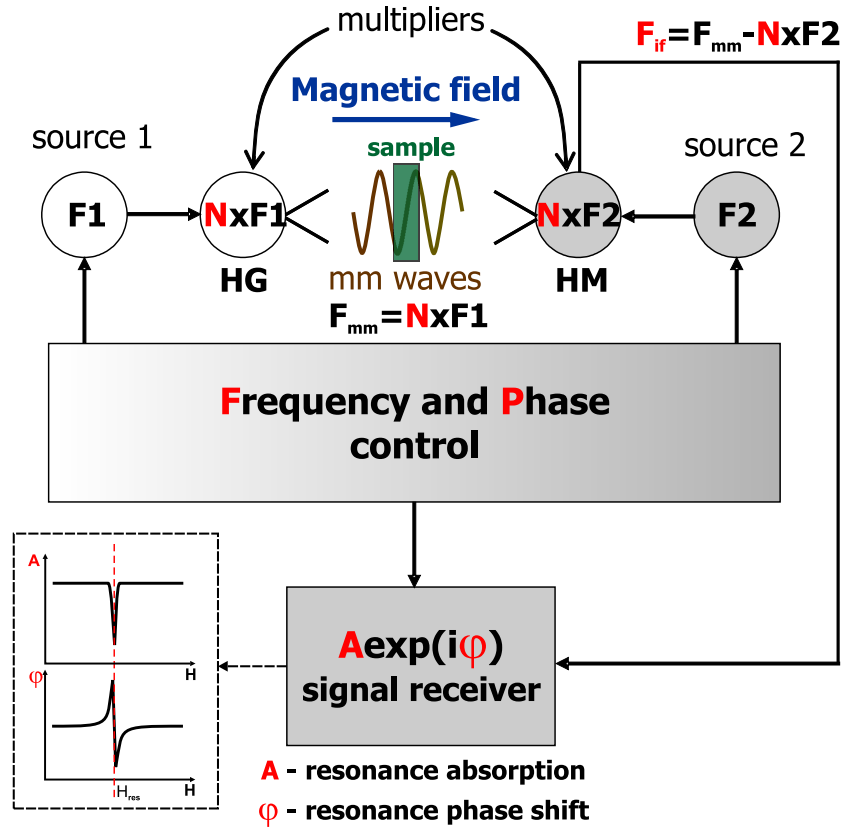 multipliers
F_if=F_mm-NxF2
Magnetic field
source 1
sample
source 2
F1
NxF1
NxF2
F2
HG
mm waves
HM
F_mm=NxF1
Frequency and Phase
control
A
H
φ
H_res
H
Aexp(iφ)
signal receiver
A - resonance absorption
φ - resonance phase shift